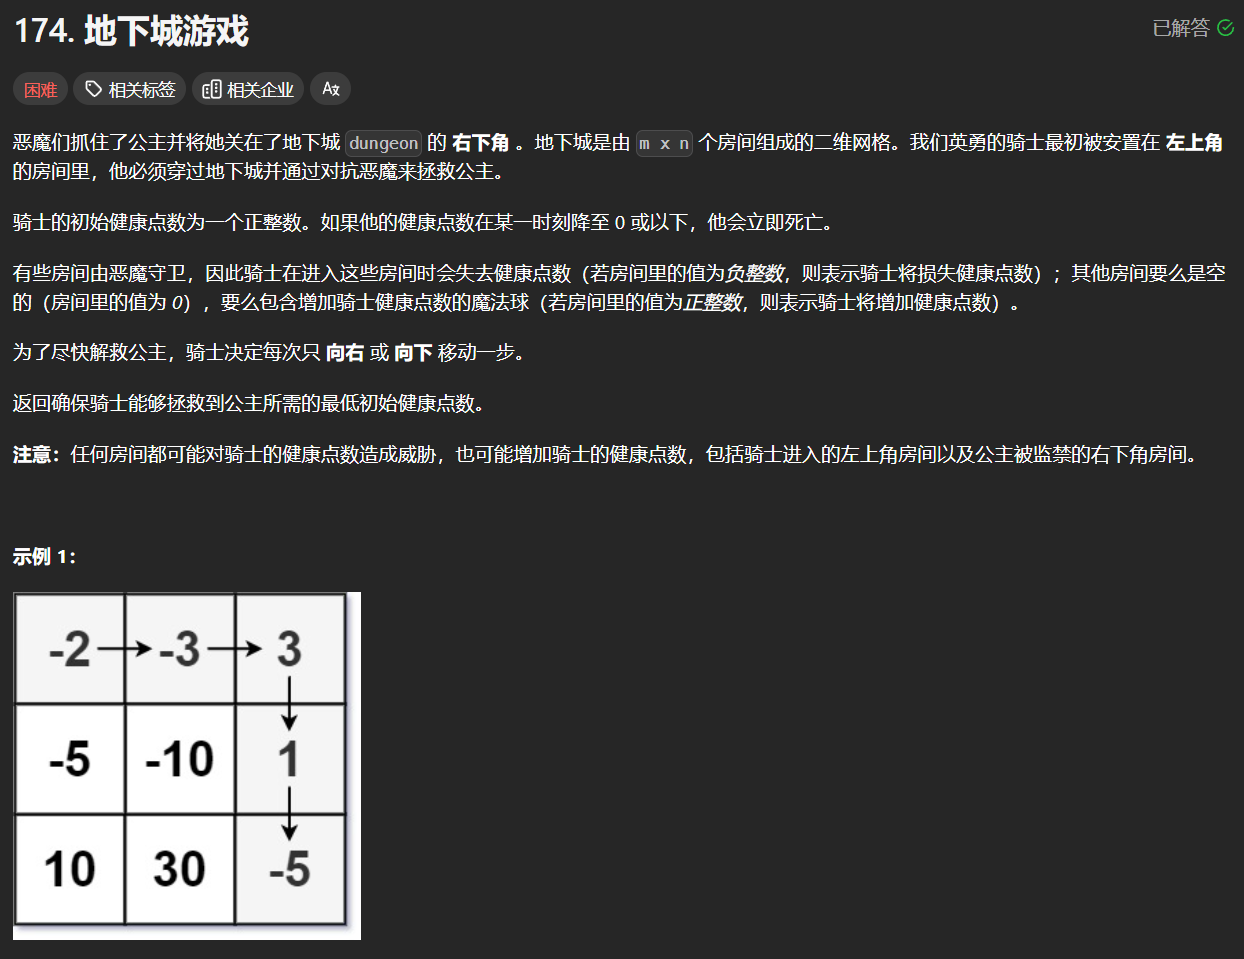 174. 地下城游戏
已解答
困难
相关标签
相关企业
恶魔们抓住了公主并将她关在了地下城 dungeon 的 右下角 。地下城是由 m x n 个房间组成的二维网格。我们英勇的骑士最初被安置在 左上角
的房间里，他必须穿过地下城并通过对抗恶魔来拯救公主。
骑士的初始健康点数为一个正整数。如果他的健康点数在某一时刻降至 0 或以下，他会立即死亡。
有些房间由恶魔守卫，因此骑士在进入这些房间时会失去健康点数（若房间里的值为负整数，则表示骑士将损失健康点数）；其他房间要么是空
的（房间里的值为 0），要么包含增加骑士健康点数的魔法球（若房间里的值为正整数，则表示骑士将增加健康点数）。
为了尽快解救公主，骑士决定每次只 向右 或 向下 移动一步。
返回确保骑士能够拯救到公主所需的最低初始健康点数。
注意：任何房间都可能对骑士的健康点数造成威胁，也可能增加骑士的健康点数，包括骑士进入的左上角房间以及公主被监禁的右下角房间。
示例 1：
-2 -3 3
-5 -10 1
10 30 -5